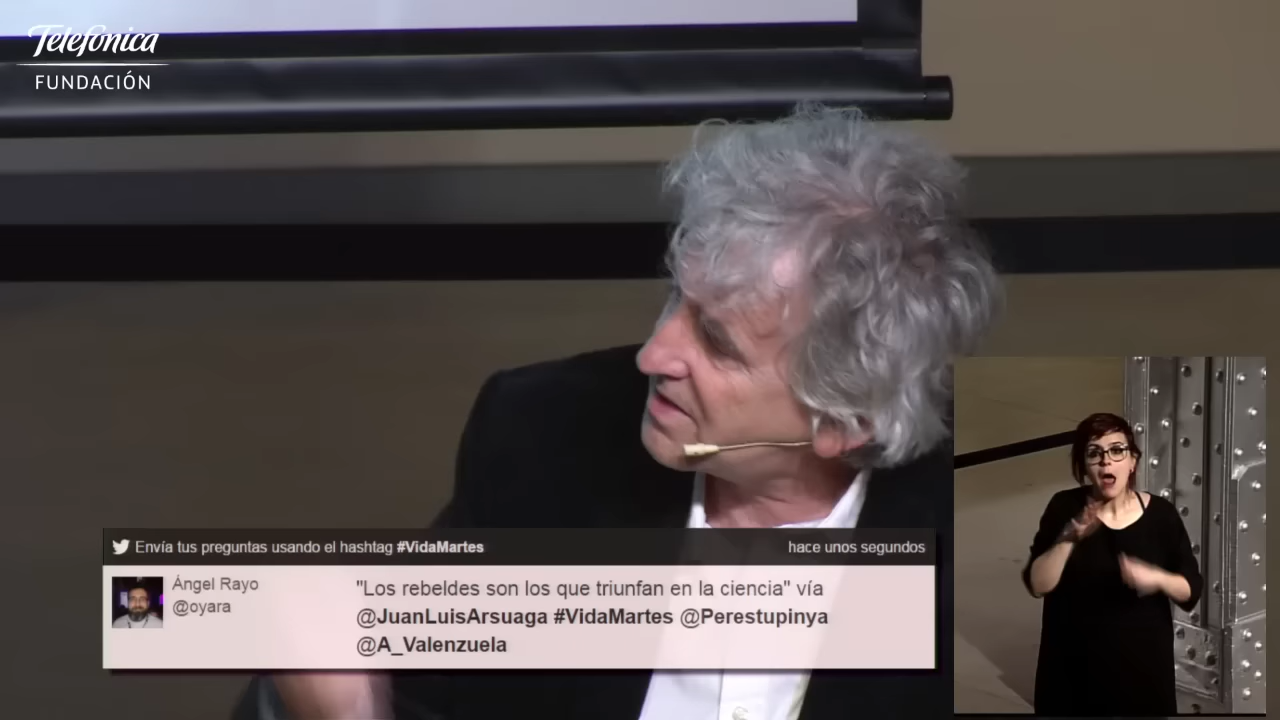 Telefónica
FUNDACIÓN
Envía tus preguntas usando el hashtag #VidaMartes
hace unos segundos
Ángel Rayo
@oyara
"Los rebeldes son los que triunfan en la ciencia" vía
@JuanLuisArsuaga #VidaMartes @Perestupinya
@A_Valenzuela